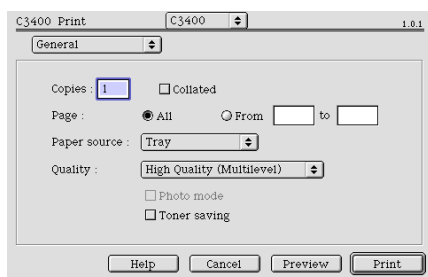 C3400 Print C3400 1.0.1
General
Copies : 1 Collated
Page : All From to
Paper source : Tray
Quality : High Quality (Multilevel)
Photo mode
Toner saving
Help Cancel Preview Print